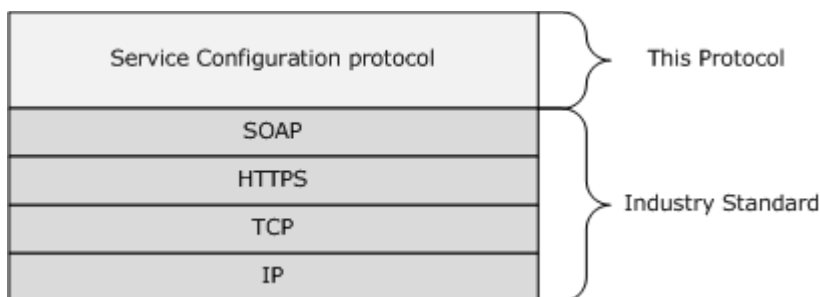 Service Configuration protocol
This Protocol
SOAP
HTTPS
Industry Standard
TCP
IP